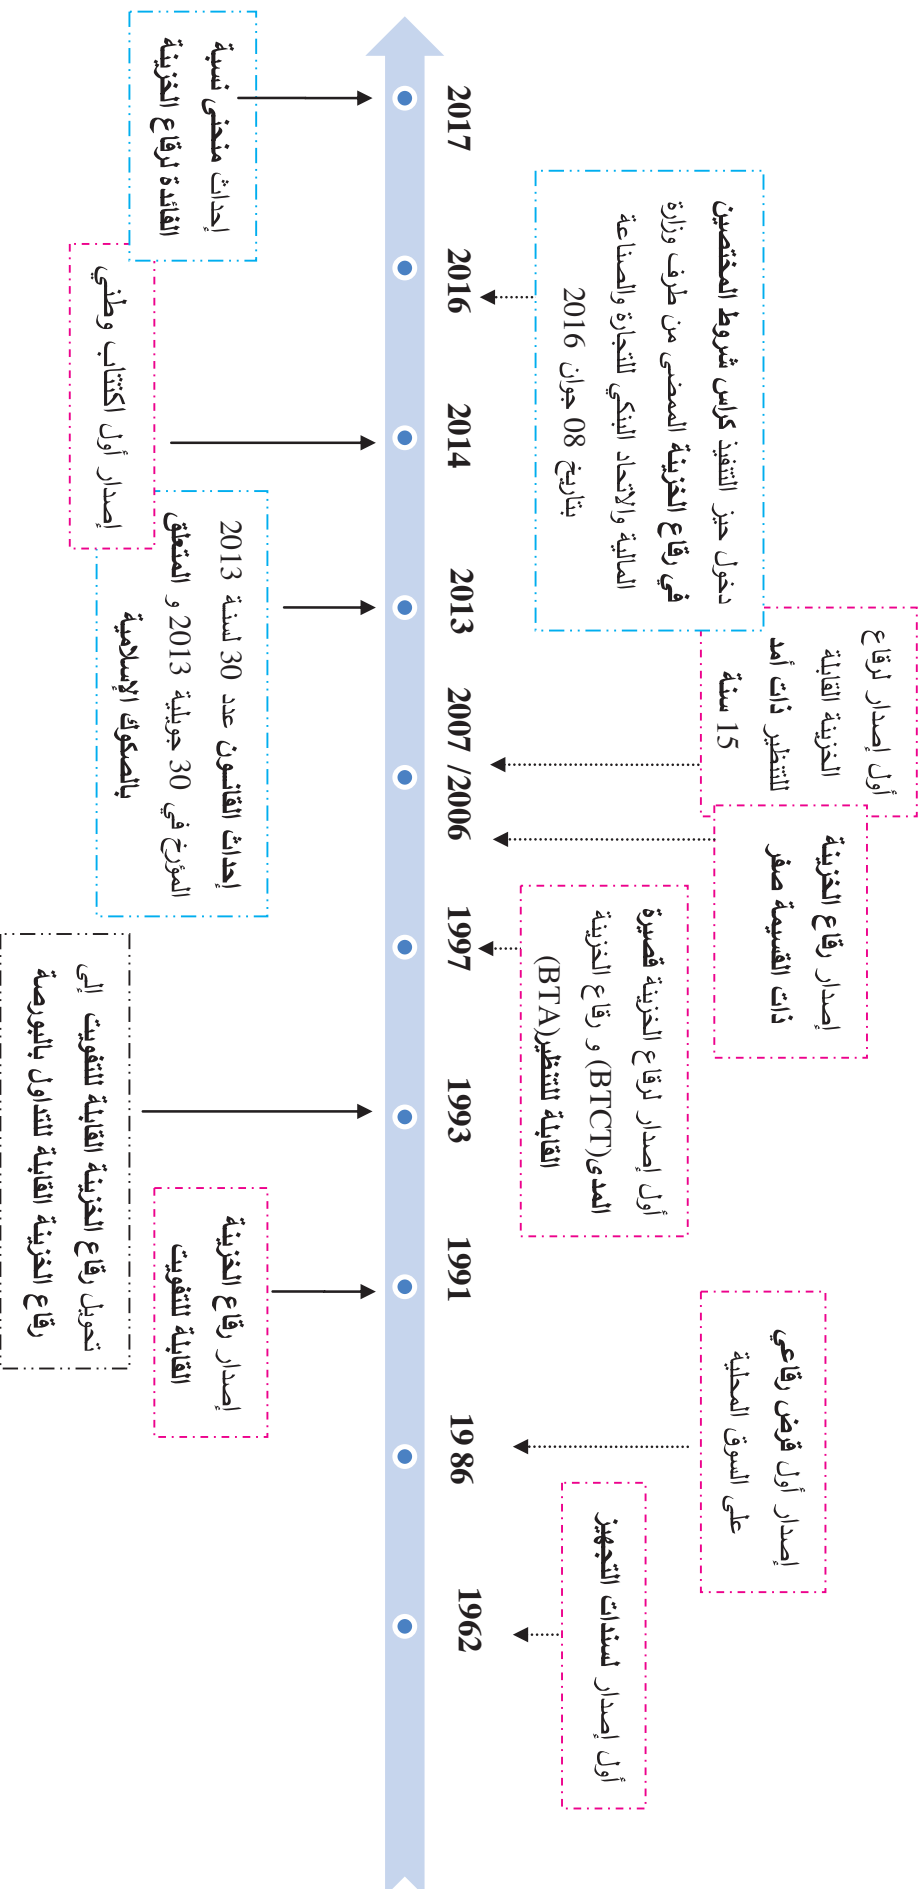 2017
2016
2014
2013
2007 /2006
1997
1993
1991
1986
1962
دخول حيز التنفيذ كراس شروط المختصين
في رقاع الخزينة الممضى من طرف وزارة
المالية والاتحاد البنكي للتجارة والصناعة
بتاريخ 08 جوان 2016
أول إصدار لرقاع
الخزينة القابلة
للتنظير ذات أمد
15 سنة
إصدار رقاع الخزينة
ذات القسيمة صفر
أول إصدار لرقاع الخزينة قصيرة
المدى(BTCT) و رقاع الخزينة
القابلة للتنظير(BTA)
إصدار أول قرض رقاعي
على السوق المحلية
أول إصدار لسندات التجهيز
إحداث منحنى نسبة
الفائدة لرقاع الخزينة
إصدار أول اكتتاب وطني
إحداث القانون عدد 30 لسنة 2013
المؤرخ في 30 جويلية 2013 و المتعلق
بالصكوك الإسلامية
تحويل رقاع الخزينة القابلة للتفويت إلى
رقاع الخزينة القابلة للتداول بالبورصة
إصدار رقاع الخزينة
القابلة للتفويت